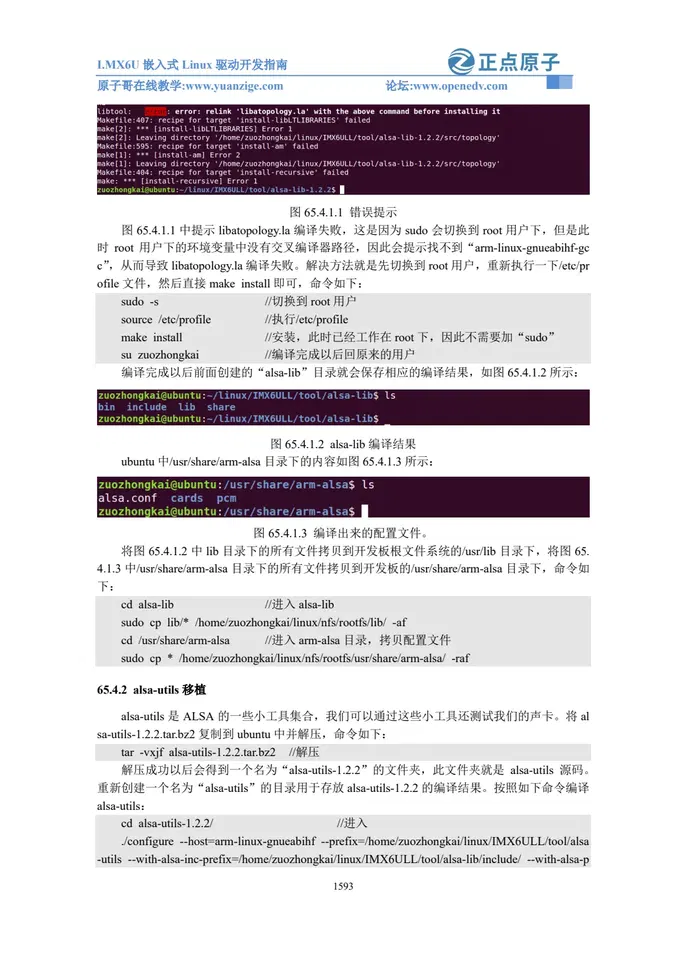 I.MX6U 嵌入式 Linux 驱动开发指南
正点原子
原子哥在线教学:www.yuanzige.com 论坛:www.openedv.com
libtool: error: relink 'libatopology.la' with the above command before installing it
Makefile:407: recipe for target 'install-libLTLIBRARIES' failed
make[2]: *** [install-libLTLIBRARIES] Error 1
make[2]: Leaving directory '/home/zuozhongkai/linux/IMX6ULL/tool/alsa-lib-1.2.2/src/topology'
Makefile:595: recipe for target 'install-am' failed
make[1]: *** [install-am] Error 2
make[1]: Leaving directory '/home/zuozhongkai/linux/IMX6ULL/tool/alsa-lib-1.2.2/src/topology'
Makefile:404: recipe for target 'install-recursive' failed
make: *** [install-recursive] Error 1
zuozhongkai@ubuntu:~/linux/IMX6ULL/tool/alsa-lib-1.2.2$
图 65.4.1.1 错误提示
图 65.4.1.1 中提示 libatopology.la 编译失败，这是因为 sudo 会切换到 root 用户下，但是此
时 root 用户下的环境变量中没有交叉编译器路径，因此会提示找不到“arm-linux-gnueabihf-gc
c”，从而导致 libatopology.la 编译失败。解决方法就是先切换到 root 用户，重新执行一下/etc/pr
ofile 文件，然后直接 make install 即可，命令如下：
sudo -s //切换到 root 用户
source /etc/profile //执行/etc/profile
make install //安装，此时已经工作在 root 下，因此不需要加“sudo”
su zuozhongkai //编译完成以后回原来的用户
编译完成以后前面创建的“alsa-lib”目录就会保存相应的编译结果，如图 65.4.1.2 所示：
zuozhongkai@ubuntu:~/linux/IMX6ULL/tool/alsa-lib$ ls
bin include lib share
zuozhongkai@ubuntu:~/linux/IMX6ULL/tool/alsa-lib$
图 65.4.1.2 alsa-lib 编译结果
ubuntu 中/usr/share/arm-alsa 目录下的内容如图 65.4.1.3 所示：
zuozhongkai@ubuntu:/usr/share/arm-alsa$ ls
alsa.conf cards pcm
zuozhongkai@ubuntu:/usr/share/arm-alsa$
图 65.4.1.3 编译出来的配置文件。
将图 65.4.1.2 中 lib 目录下的所有文件拷贝到开发板根文件系统的/usr/lib 目录下，将图 65.
4.1.3 中/usr/share/arm-alsa 目录下的所有文件拷贝到开发板的/usr/share/arm-alsa 目录下，命令如
下：
cd alsa-lib //进入 alsa-lib
sudo cp lib/* /home/zuozhongkai/linux/nfs/rootfs/lib/ -af
cd /usr/share/arm-alsa //进入 arm-alsa 目录，拷贝配置文件
sudo cp * /home/zuozhongkai/linux/nfs/rootfs/usr/share/arm-alsa/ -raf
65.4.2 alsa-utils 移植
alsa-utils 是 ALSA 的一些小工具集合，我们可以通过这些小工具还测试我们的声卡。将 al
sa-utils-1.2.2.tar.bz2 复制到 ubuntu 中并解压，命令如下：
tar -vxjf alsa-utils-1.2.2.tar.bz2 //解压
解压成功以后会得到一个名为“alsa-utils-1.2.2”的文件夹，此文件夹就是 alsa-utils 源码。
重新创建一个名为“alsa-utils”的目录用于存放 alsa-utils-1.2.2 的编译结果。按照如下命令编译
alsa-utils：
cd alsa-utils-1.2.2/ //进入
./configure --host=arm-linux-gnueabihf --prefix=/home/zuozhongkai/linux/IMX6ULL/tool/alsa
-utils --with-alsa-inc-prefix=/home/zuozhongkai/linux/IMX6ULL/tool/alsa-lib/include/ --with-alsa-p
1593